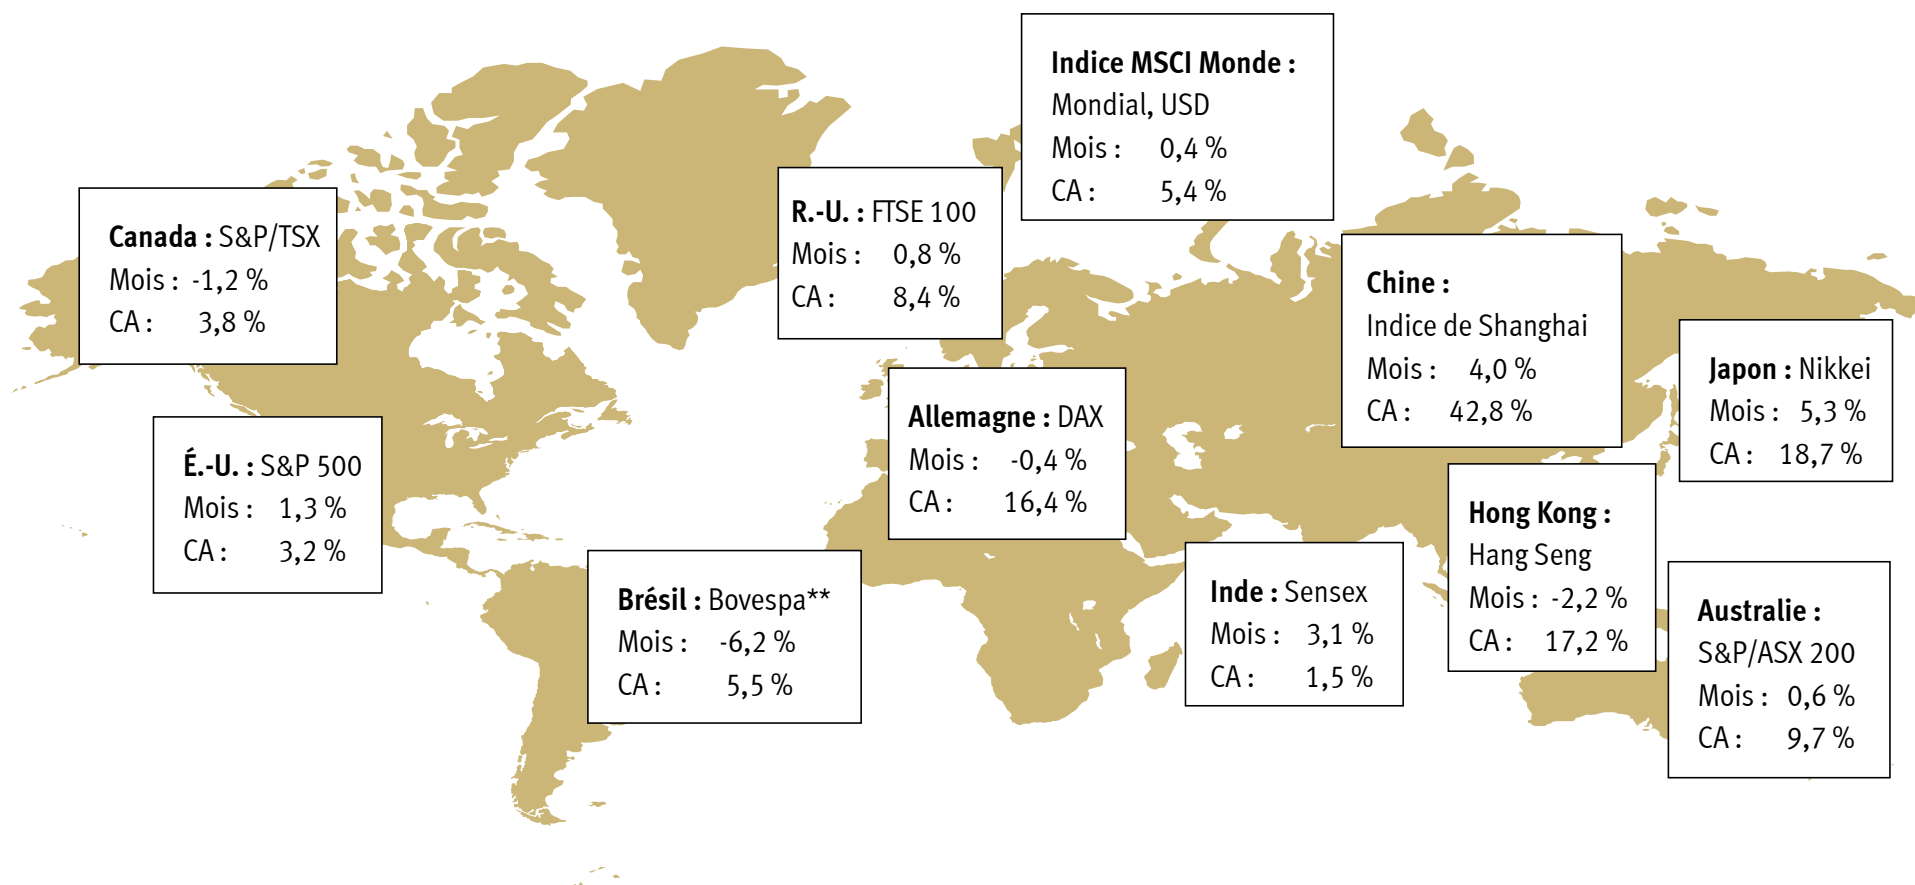 Indice MSCI Monde :
Mondial, USD
Mois : 0,4 %
CA : 5,4 %
R.-U. : FTSE 100
Mois : 0,8 %
CA : 8,4 %
Canada : S&P/TSX
Mois : -1,2 %
CA : 3,8 %
Chine :
Indice de Shanghai
Mois : 4,0 %
CA : 42,8 %
Japon : Nikkei
Mois : 5,3 %
CA : 18,7 %
Allemagne : DAX
Mois : -0,4 %
CA : 16,4 %
É.-U. : S&P 500
Mois : 1,3 %
CA : 3,2 %
Hong Kong :
Hang Seng
Mois : -2,2 %
CA : 17,2 %
Brésil : Bovespa**
Mois : -6,2 %
CA : 5,5 %
Inde : Sensex
Mois : 3,1 %
CA : 1,5 %
Australie :
S&P/ASX 200
Mois : 0,6 %
CA : 9,7 %